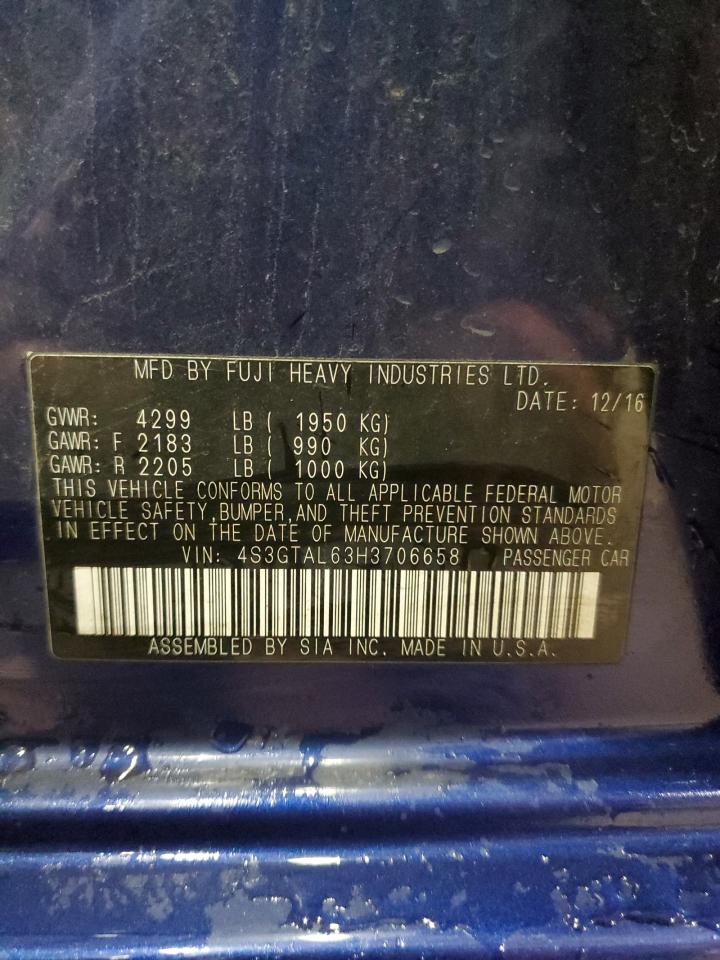 MFD BY FUJI HEAVY INDUSTRIES LTD.
DATE: 12/16
GVWR: 4299 LB ( 1950 KG)
GAWR: F 2183 LB ( 990 KG)
GAWR: R 2205 LB ( 1000 KG)
THIS VEHICLE CONFORMS TO ALL APPLICABLE FEDERAL MOTOR
VEHICLE SAFETY, BUMPER, AND THEFT PREVENTION STANDARDS
IN EFFECT ON THE DATE OF MANUFACTURE SHOWN ABOVE.
VIN: 4S3GTAL63H3706658 PASSENGER CAR
ASSEMBLED BY SIA INC. MADE IN U.S.A.